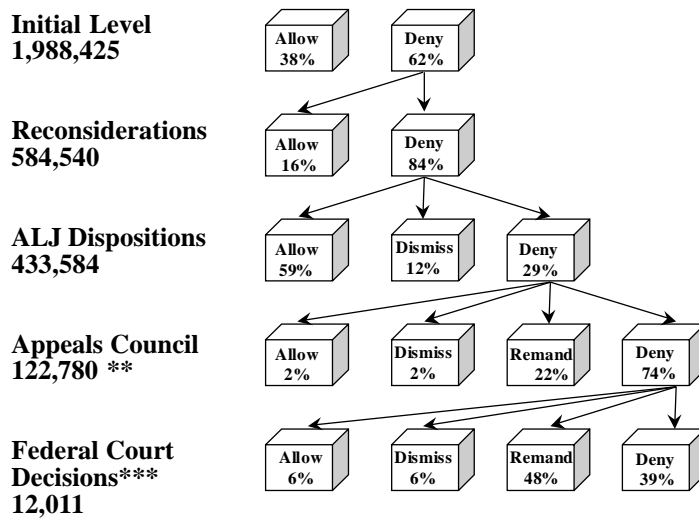 Initial Level
1,988,425
Allow
38%
Deny
62%
Reconsiderations
584,540
Allow
16%
Deny
84%
ALJ Dispositions
433,584
Allow
59%
Dismiss
12%
Deny
29%
Appeals Council
122,780 **
Allow
2%
Dismiss
2%
Remand
22%
Deny
74%
Federal Court
Decisions***
12,011
Allow
6%
Dismiss
6%
Remand
48%
Deny
39%